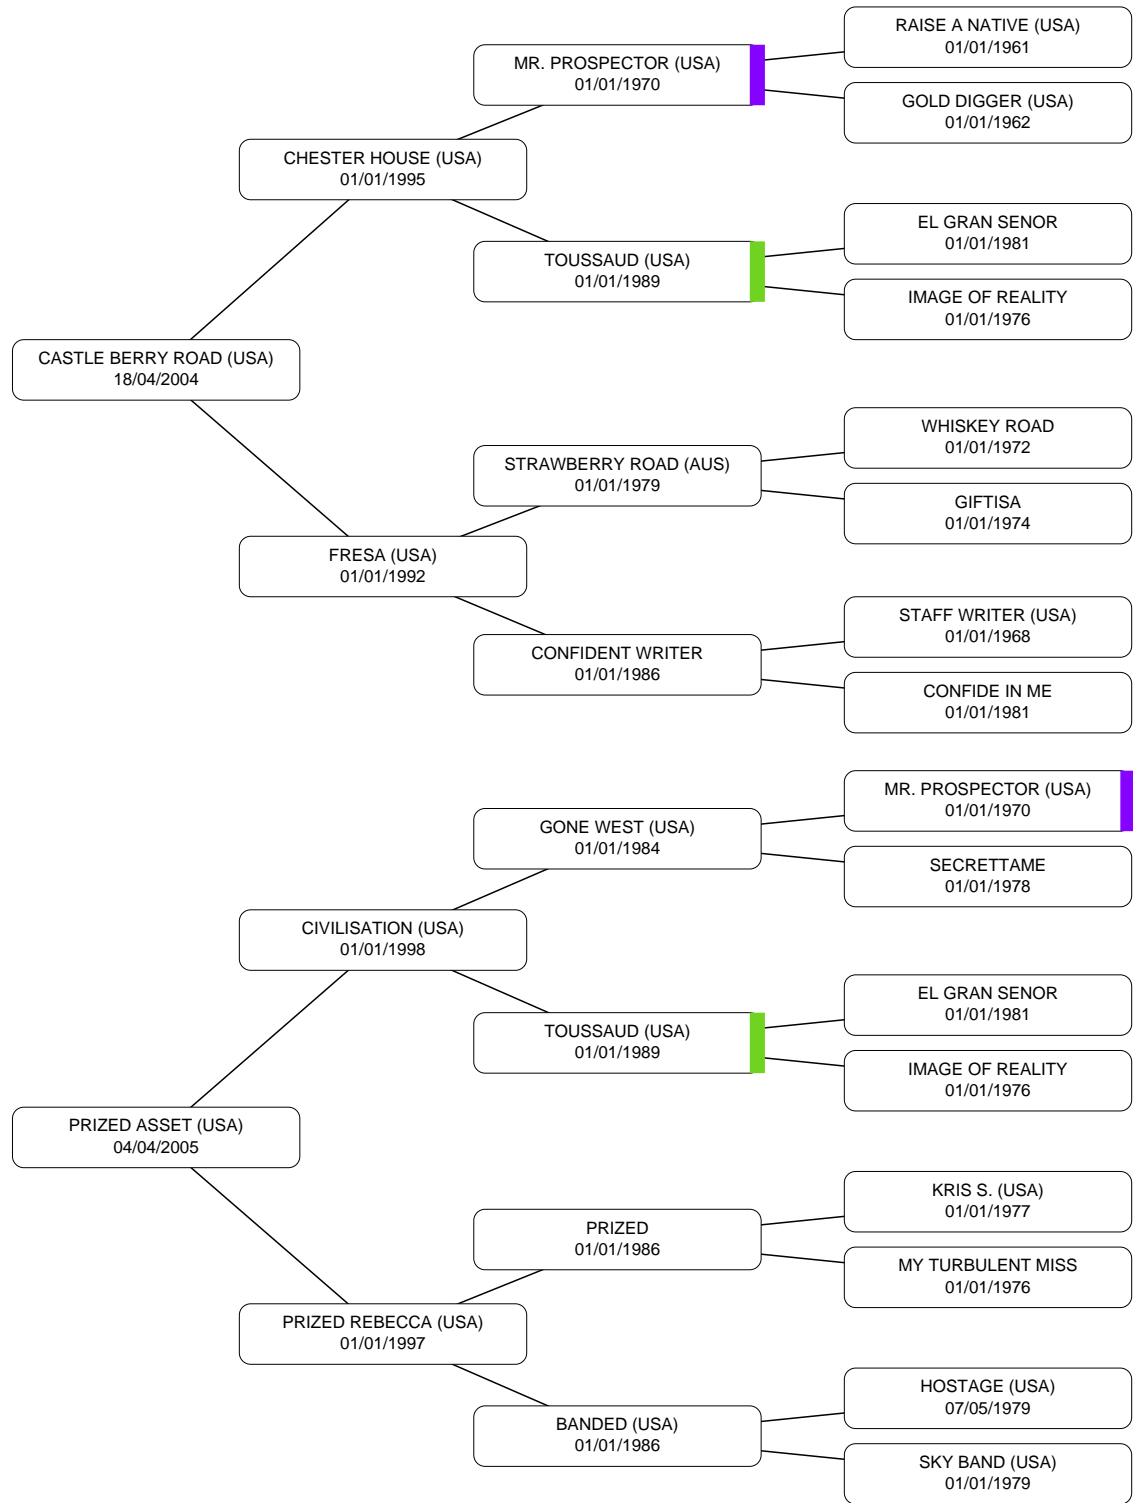 RAISE A NATIVE (USA)
01/01/1961
MR. PROSPECTOR (USA)
01/01/1970
GOLD DIGGER (USA)
01/01/1962
CHESTER HOUSE (USA)
01/01/1995
EL GRAN SENOR
01/01/1981
TOUSSAUD (USA)
01/01/1989
IMAGE OF REALITY
01/01/1976
CASTLE BERRY ROAD (USA)
18/04/2004
WHISKEY ROAD
01/01/1972
STRAWBERRY ROAD (AUS)
01/01/1979
GIFTISA
01/01/1974
FRESA (USA)
01/01/1992
STAFF WRITER (USA)
01/01/1968
CONFIDENT WRITER
01/01/1986
CONFIDE IN ME
01/01/1981
MR. PROSPECTOR (USA)
01/01/1970
GONE WEST (USA)
01/01/1984
SECRETTAME
01/01/1978
CIVILISATION (USA)
01/01/1998
EL GRAN SENOR
01/01/1981
TOUSSAUD (USA)
01/01/1989
IMAGE OF REALITY
01/01/1976
PRIZED ASSET (USA)
04/04/2005
KRIS S. (USA)
01/01/1977
PRIZED
01/01/1986
MY TURBULENT MISS
01/01/1976
PRIZED REBECCA (USA)
01/01/1997
HOSTAGE (USA)
07/05/1979
BANDED (USA)
01/01/1986
SKY BAND (USA)
01/01/1979